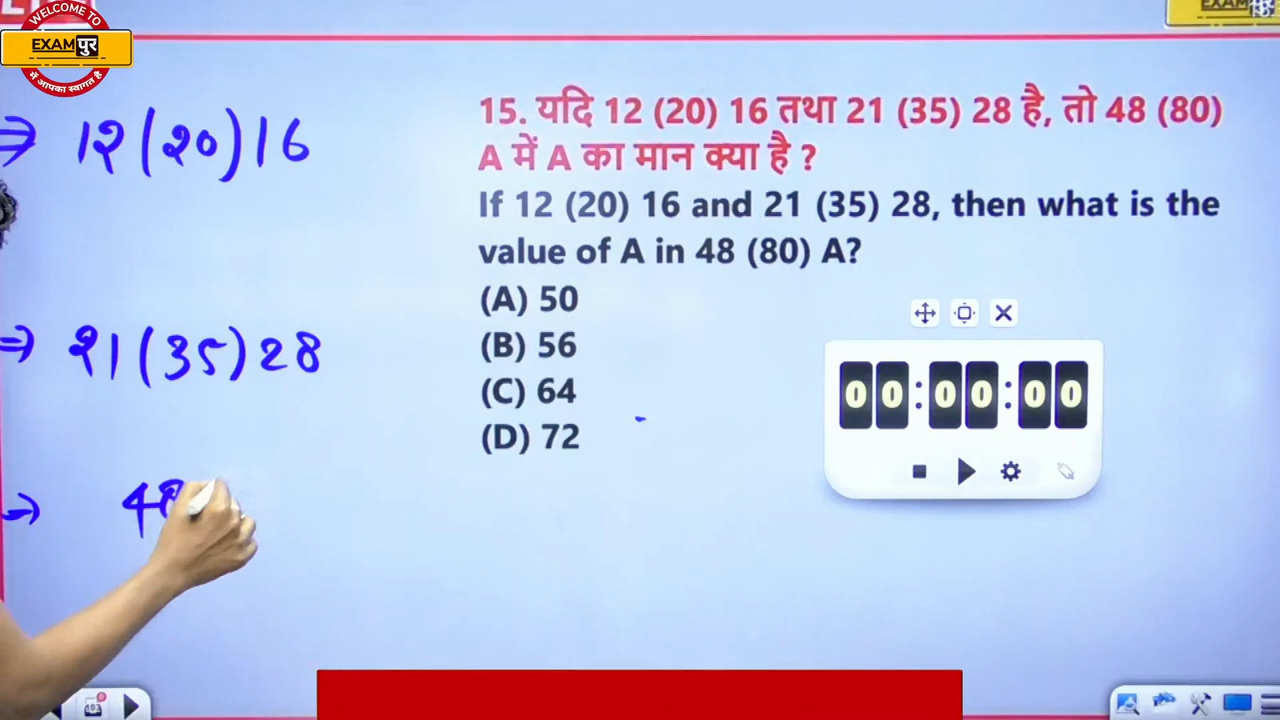 WELCOME TO
EXAMपुर
में आपका स्वागत है
EXAMपुर
⇒ 12(20)16
⇒ 21(35)28
→ 48
15. यदि 12 (20) 16 तथा 21 (35) 28 है, तो 48 (80)
A में A का मान क्या है ?
If 12 (20) 16 and 21 (35) 28, then what is the
value of A in 48 (80) A?
(A) 50
(B) 56
(C) 64
(D) 72
00:00:00